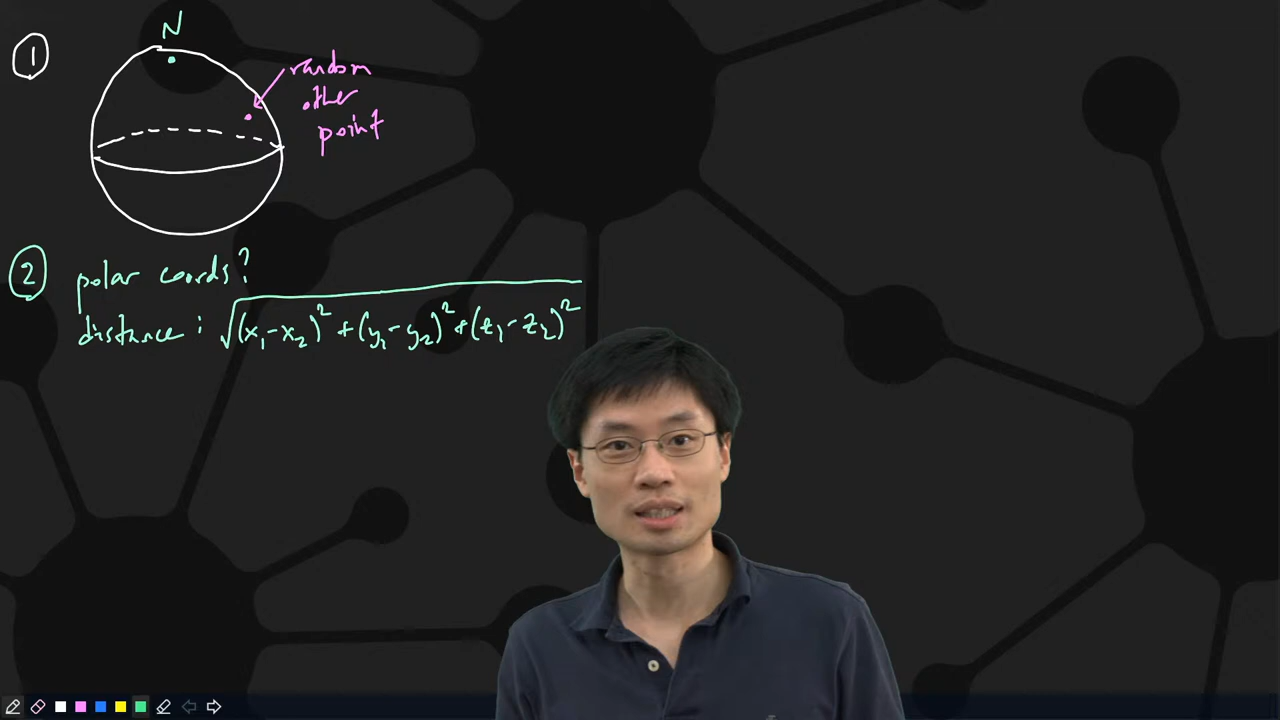 ①
N
random
other
point
② polar coords?
distance: √(x₁-x₂)²+(y₁-y₂)²+(z₁-z₂)²